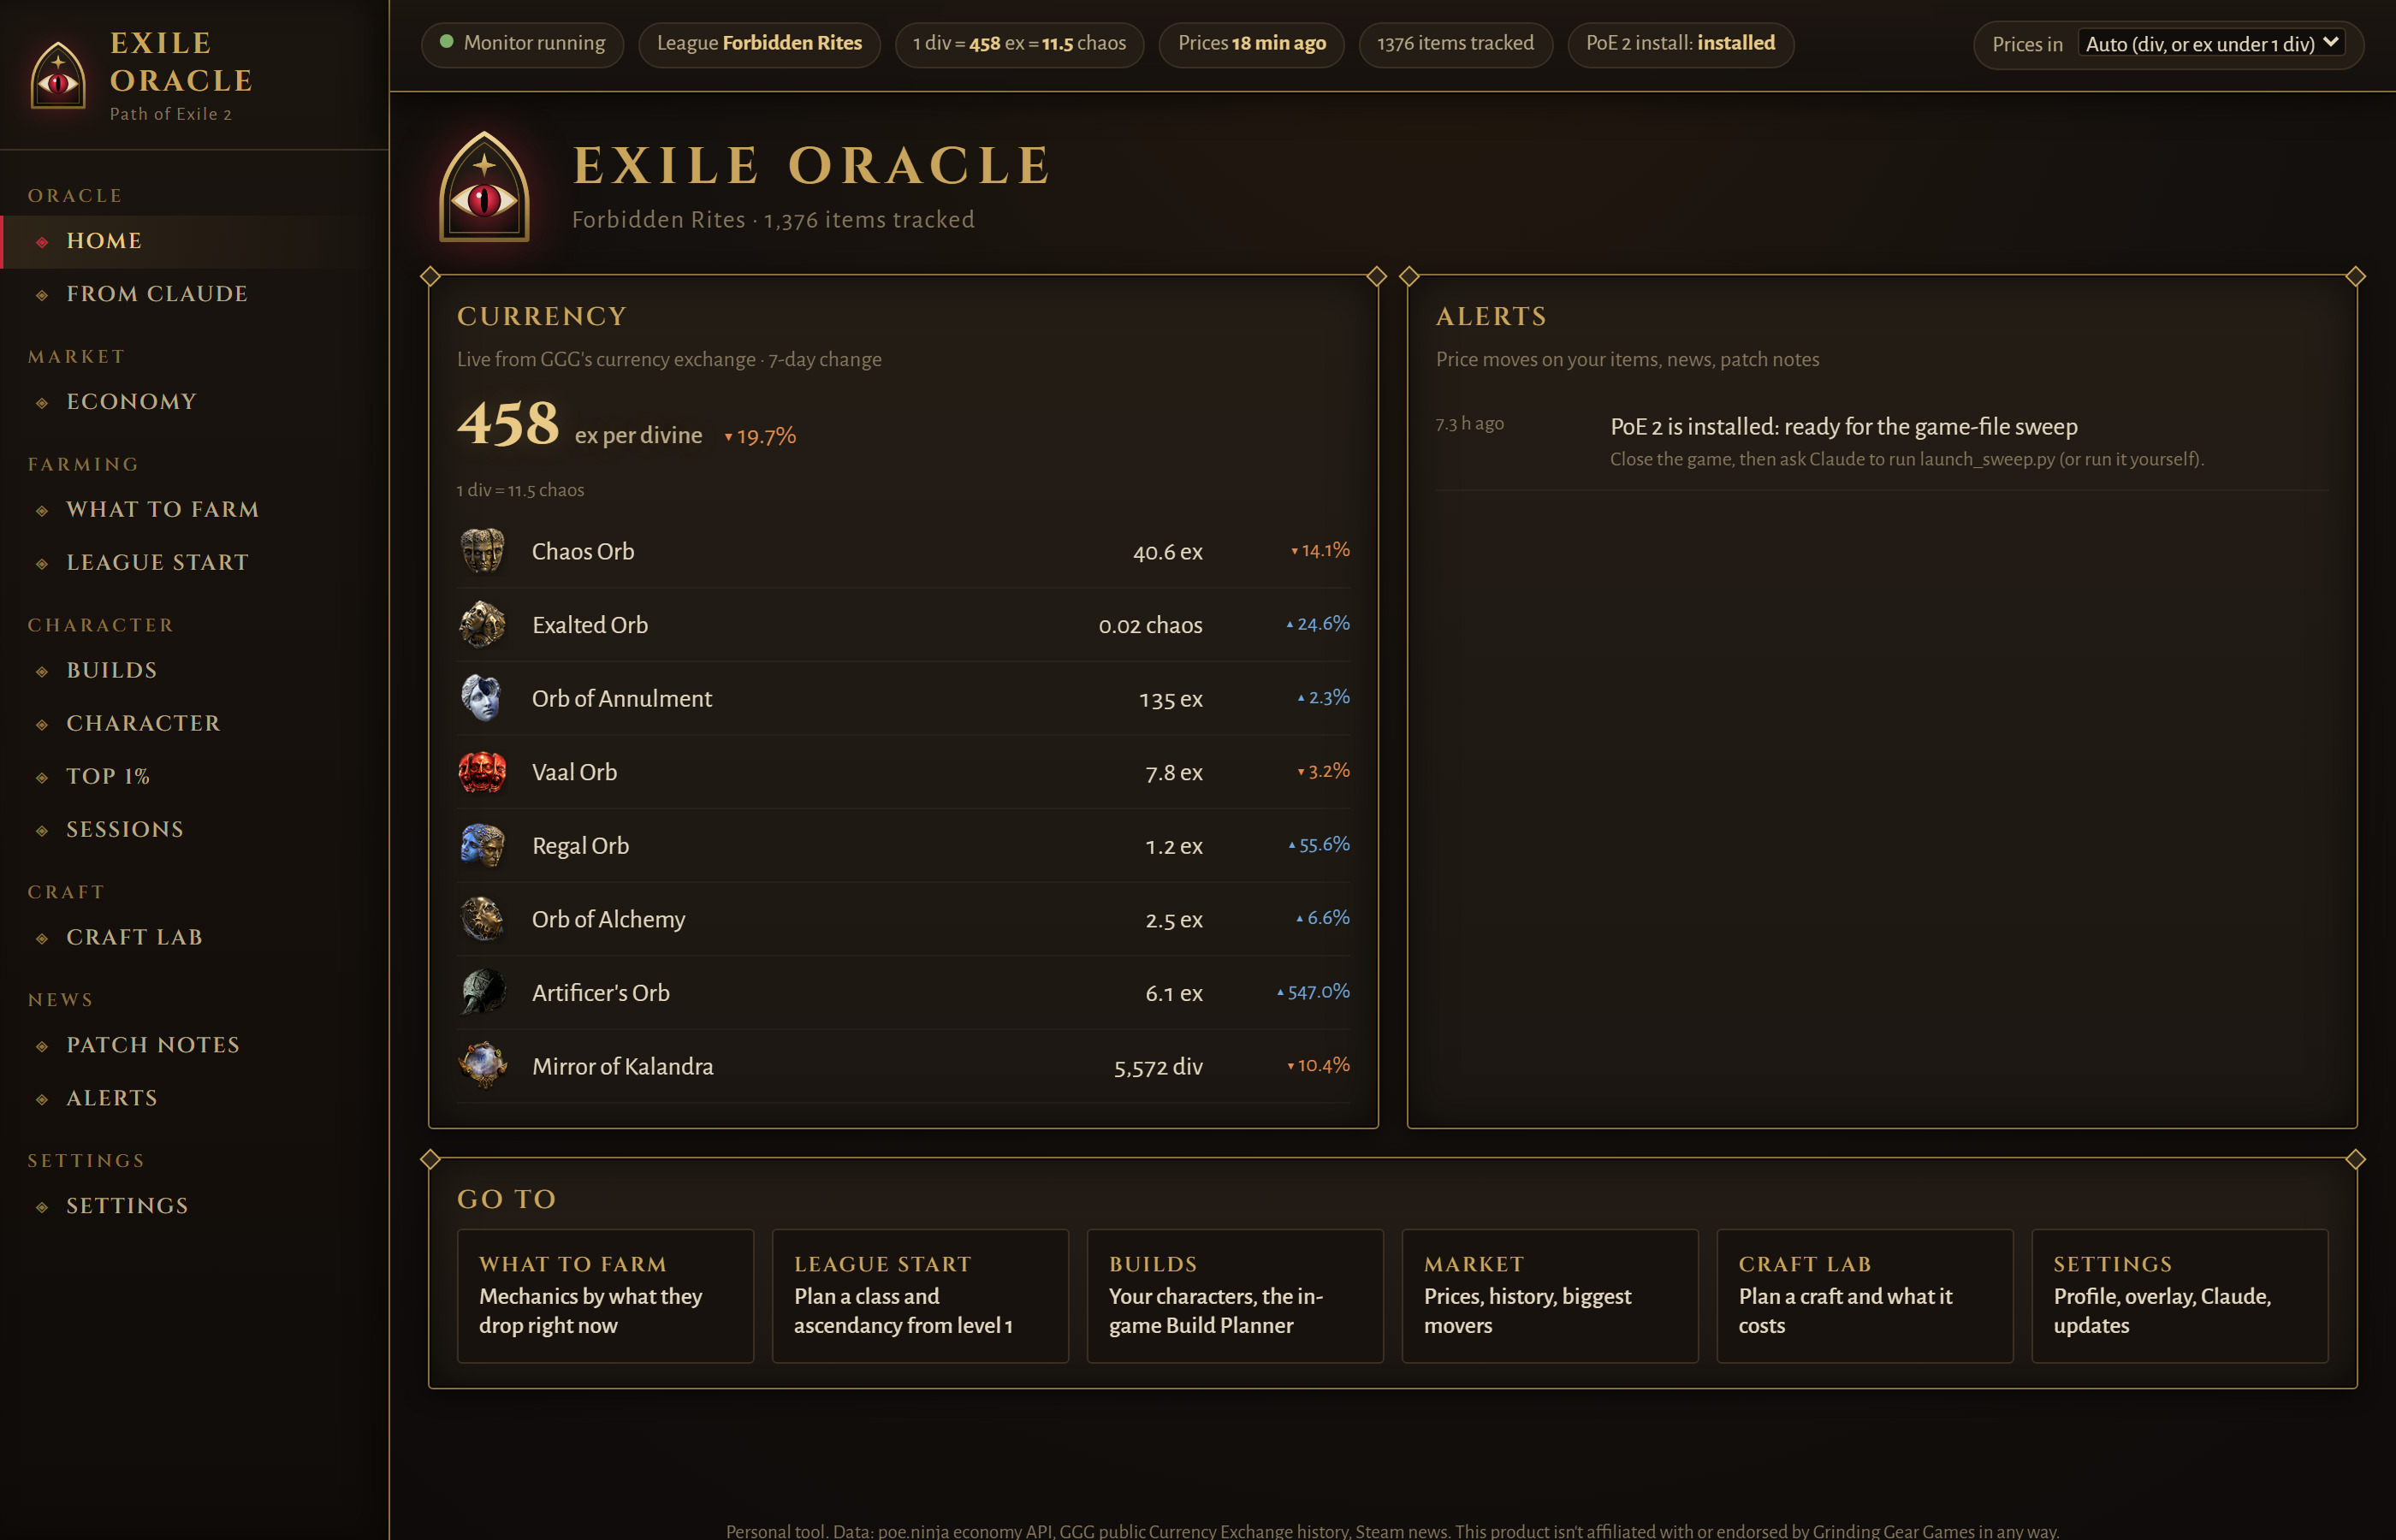 EXILE
ORACLE
Path of Exile 2
ORACLE
HOME
FROM CLAUDE
MARKET
ECONOMY
FARMING
WHAT TO FARM
LEAGUE START
CHARACTER
BUILDS
CHARACTER
TOP 1%
SESSIONS
CRAFT
CRAFT LAB
NEWS
PATCH NOTES
ALERTS
SETTINGS
SETTINGS
Monitor running
League Forbidden Rites
1 div = 458 ex = 11.5 chaos
Prices 18 min ago
1376 items tracked
PoE 2 install: installed
Prices in Auto (div, or ex under 1 div)
EXILE ORACLE
Forbidden Rites · 1,376 items tracked
CURRENCY
Live from GGG's currency exchange · 7-day change
458 ex per divine ▾ 19.7%
1 div = 11.5 chaos
Chaos Orb 40.6 ex ▾ 14.1%
Exalted Orb 0.02 chaos ▴ 24.6%
Orb of Annulment 135 ex ▴ 2.3%
Vaal Orb 7.8 ex ▾ 3.2%
Regal Orb 1.2 ex ▴ 55.6%
Orb of Alchemy 2.5 ex ▴ 6.6%
Artificer's Orb 6.1 ex ▴ 547.0%
Mirror of Kalandra 5,572 div ▾ 10.4%
ALERTS
Price moves on your items, news, patch notes
7.3 h ago PoE 2 is installed: ready for the game-file sweep
Close the game, then ask Claude to run launch_sweep.py (or run it yourself).
GO TO
WHAT TO FARM
Mechanics by what they
drop right now
LEAGUE START
Plan a class and
ascendancy from level 1
BUILDS
Your characters, the in-
game Build Planner
MARKET
Prices, history, biggest
movers
CRAFT LAB
Plan a craft and what it
costs
SETTINGS
Profile, overlay, Claude,
updates
Personal tool. Data: poe.ninja economy API, GGG public Currency Exchange history, Steam news. This product isn't affiliated with or endorsed by Grinding Gear Games in any way.